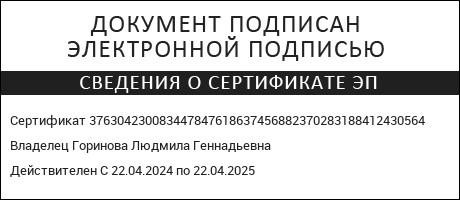 ДОКУМЕНТ ПОДПИСАН
ЭЛЕКТРОННОЙ ПОДПИСЬЮ
СВЕДЕНИЯ О СЕРТИФИКАТЕ ЭП
Сертификат 376304230083447847618637456882370283188412430564
Владелец Горинова Людмила Геннадьевна
Действителен С 22.04.2024 по 22.04.2025